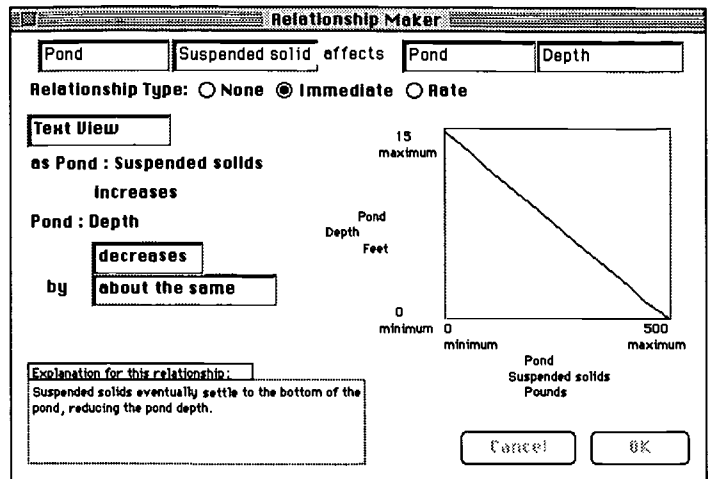 Relationship Maker
Pond Suspended solid affects Pond Depth
Relationship Type: None Immediate Rate
Text View
as Pond : Suspended solids
increases
Pond : Depth
decreases
by about the same
15
maximum
Pond
Depth
Feet
0
minimum
0 500
minimum maximum
Pond
Suspended solids
Pounds
Explanation for this relationship:
Suspended solids eventually settle to the bottom of the
pond, reducing the pond depth.
Cancel OK